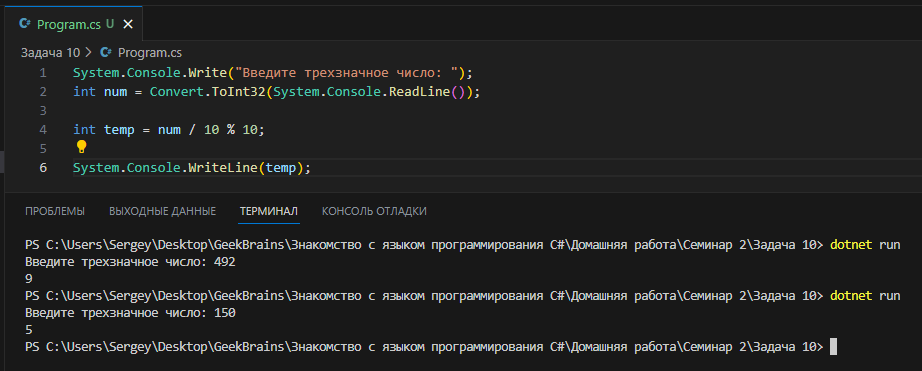 C# Program.cs U ×
Задача 10 > C# Program.cs
1 System.Console.Write("Введите трехзначное число: ");
2 int num = Convert.ToInt32(System.Console.ReadLine());
3
4 int temp = num / 10 % 10;
5
6 System.Console.WriteLine(temp);
ПРОБЛЕМЫ ВЫХОДНЫЕ ДАННЫЕ ТЕРМИНАЛ КОНСОЛЬ ОТЛАДКИ
PS C:\Users\Sergey\Desktop\GeekBrains\Знакомство с языком программирования C#\Домашняя работа\Семинар 2\Задача 10> dotnet run
Введите трехзначное число: 492
9
PS C:\Users\Sergey\Desktop\GeekBrains\Знакомство с языком программирования C#\Домашняя работа\Семинар 2\Задача 10> dotnet run
Введите трехзначное число: 150
5
PS C:\Users\Sergey\Desktop\GeekBrains\Знакомство с языком программирования C#\Домашняя работа\Семинар 2\Задача 10>